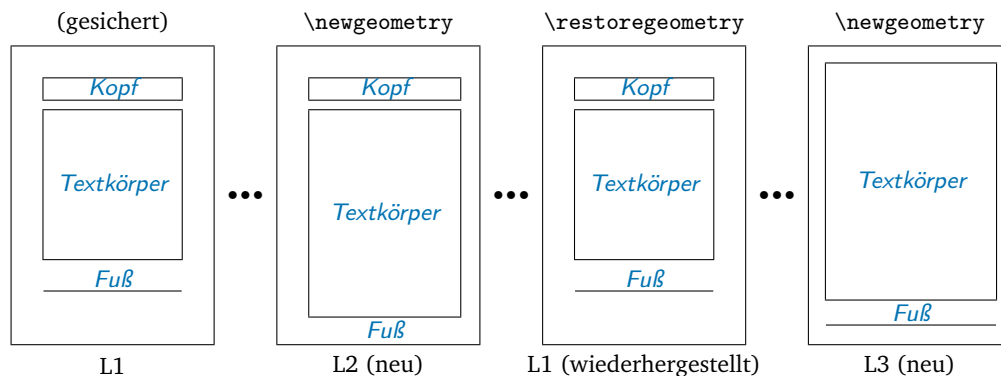 (gesichert) \newgeometry \restoregeometry \newgeometry
Kopf Kopf Kopf
Textkörper Textkörper Textkörper Textkörper
Fuß Fuß Fuß Fuß
••• ••• •••
L1 L2 (neu) L1 (wiederhergestellt) L3 (neu)